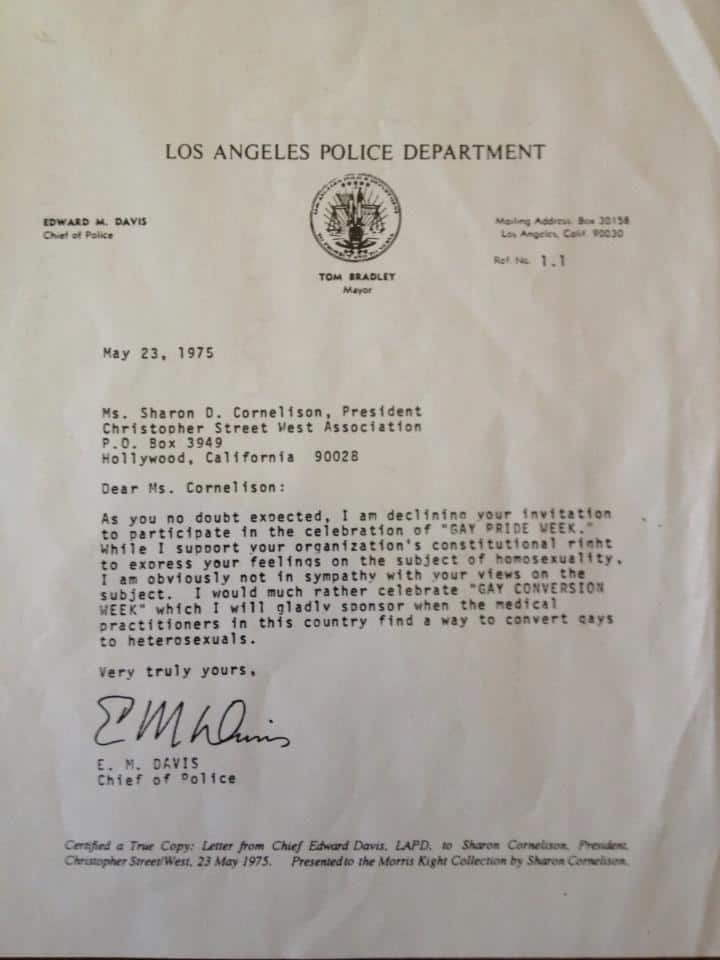 LOS ANGELES POLICE DEPARTMENT
EDWARD M. DAVIS
Chief of Police
TOM BRADLEY
Mayor
Mailing Address: Box 30158
Los Angeles, Calif. 90030
Ref. No. 1.1
May 23, 1975
Ms. Sharon D. Cornelison, President
Christopher Street West Association
P.O. Box 3949
Hollywood, California 90028
Dear Ms. Cornelison:
As you no doubt expected, I am declining your invitation
to participate in the celebration of "GAY PRIDE WEEK."
While I support your organization's constitutional right
to express your feelings on the subject of homosexuality,
I am obviously not in sympathy with your views on the
subject. I would much rather celebrate "GAY CONVERSION
WEEK" which I will gladly sponsor when the medical
practitioners in this country find a way to convert gays
to heterosexuals.
Very truly yours,
E M Davis
E. M. DAVIS
Chief of Police
Certified a True Copy: Letter from Chief Edward Davis, LAPD, to Sharon Cornelison, President,
Christopher Street/West, 23 May 1975. Presented to the Morris Kight Collection by Sharon Cornelison.